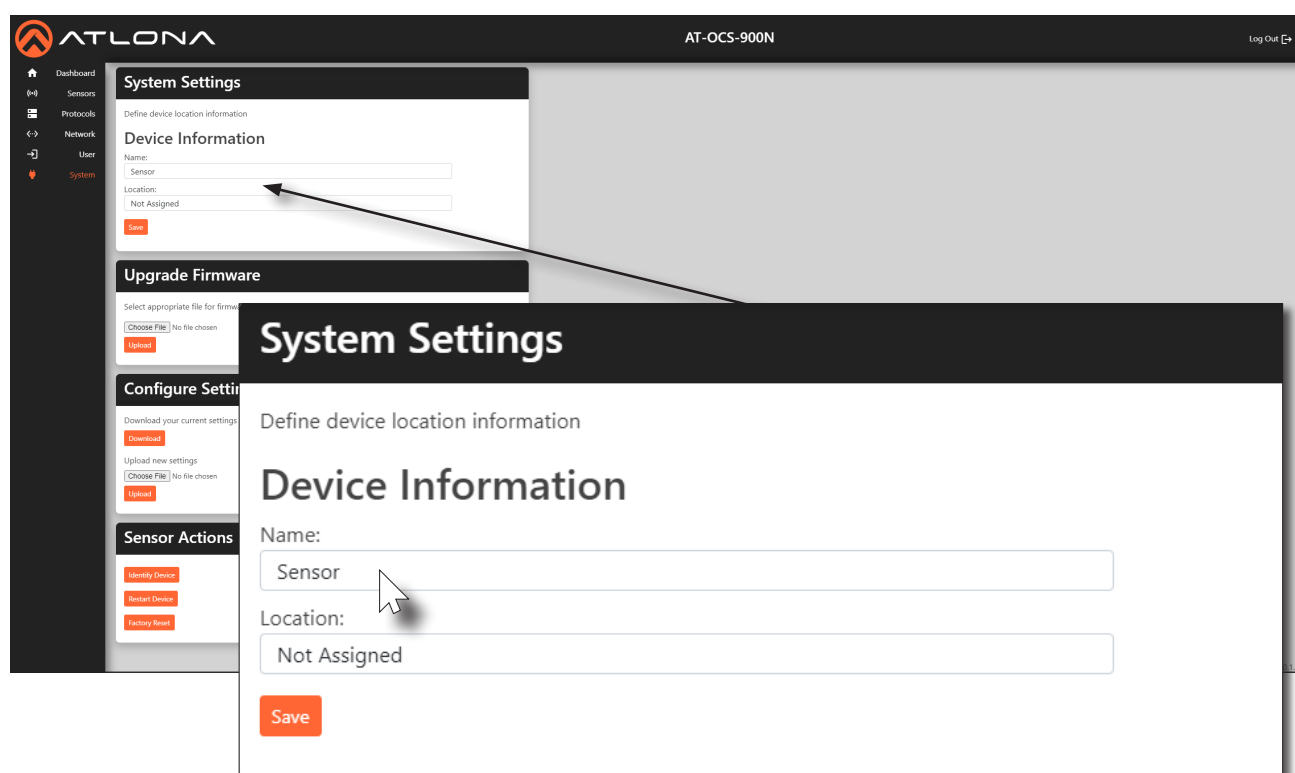 ATLONA
AT-OCS-900N
Log Out
Dashboard
Sensors
Protocols
Network
User
System
System Settings
Define device location information
Device Information
Name:
Sensor
Location:
Not Assigned
Save
Upgrade Firmware
Select appropriate file for
Choose File No file chosen
Upload
Configure
Download your current settings
Download
Upload new settings
Choose File No file chosen
Upload
Sensor Actions
Identify Device
Restart Device
Factory Reset
System Settings
Define device location information
Device Information
Name:
Sensor
Location:
Not Assigned
Save